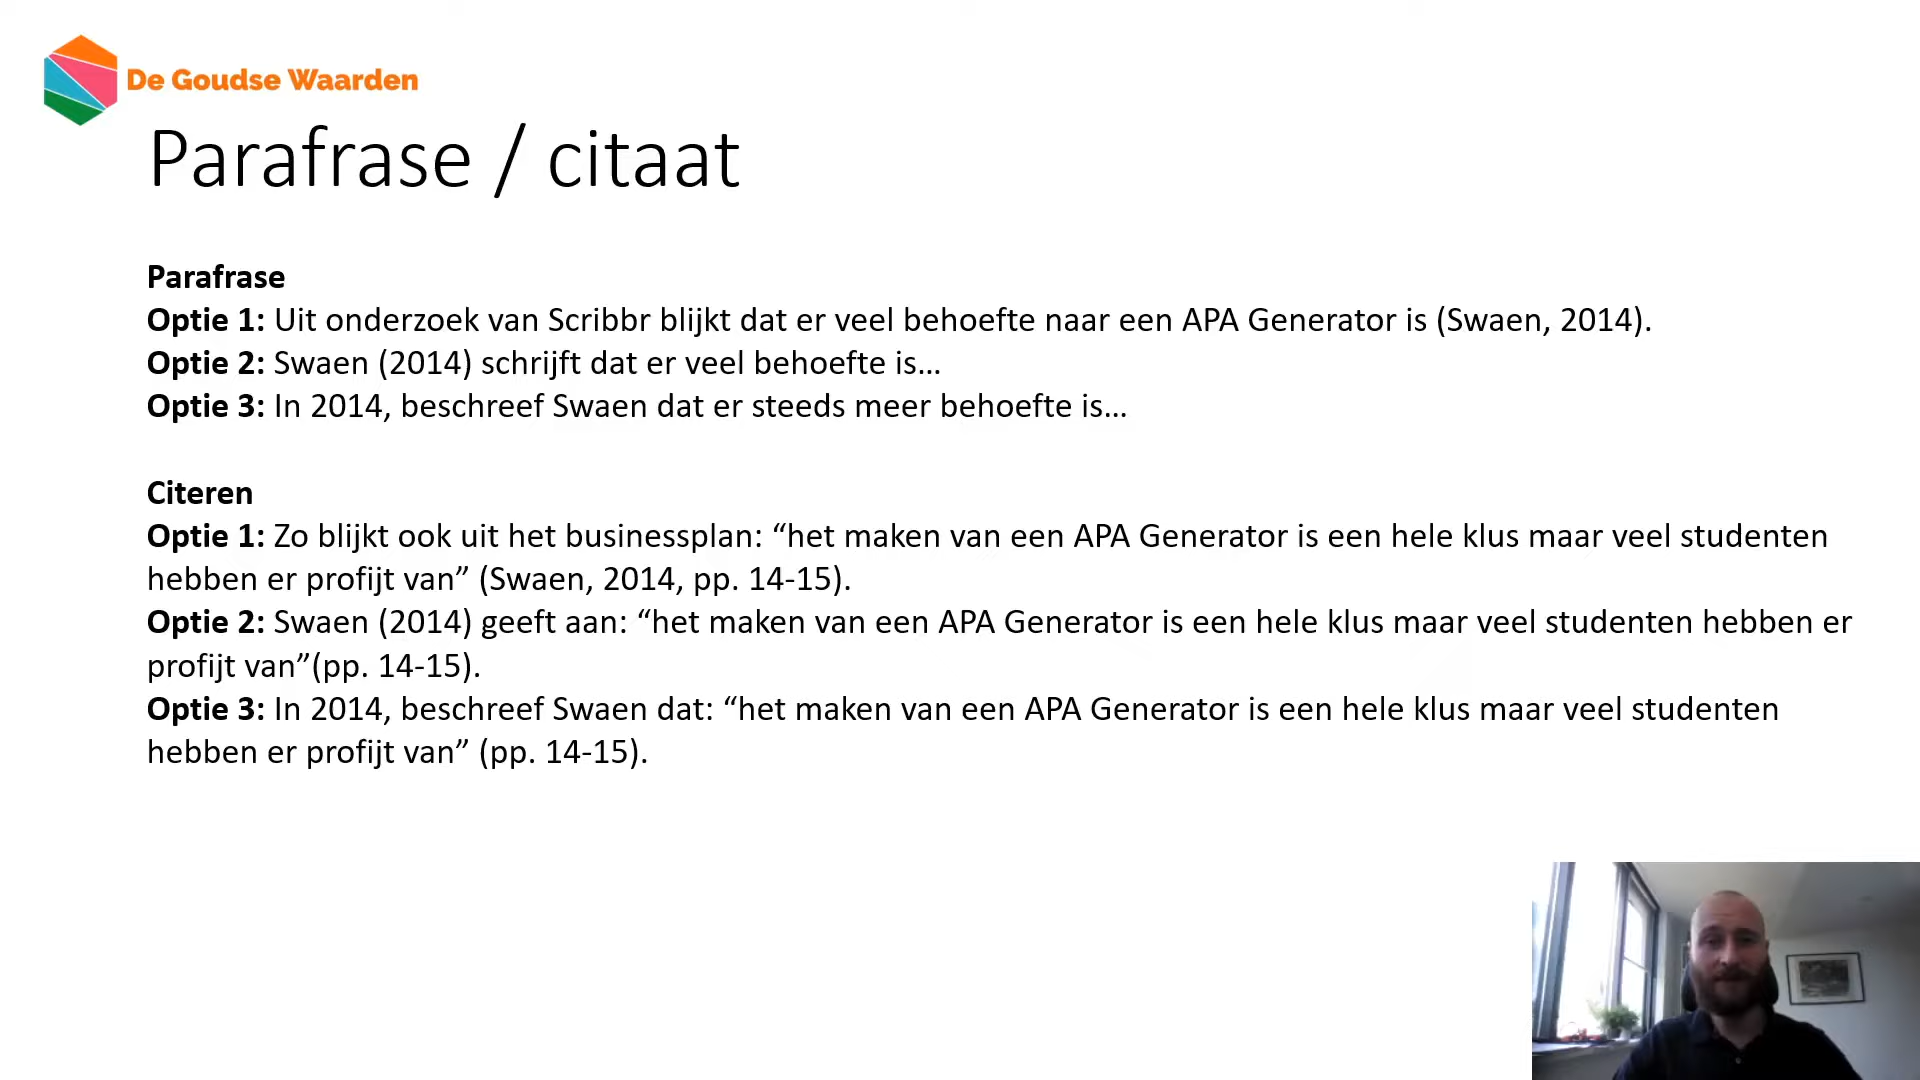 De Goudse Waarden
Parafrase / citaat
Parafrase
Optie 1: Uit onderzoek van Scribbr blijkt dat er veel behoefte naar een APA Generator is (Swaen, 2014).
Optie 2: Swaen (2014) schrijft dat er veel behoefte is…
Optie 3: In 2014, beschreef Swaen dat er steeds meer behoefte is…
Citeren
Optie 1: Zo blijkt ook uit het businessplan: “het maken van een APA Generator is een hele klus maar veel studenten
hebben er profijt van” (Swaen, 2014, pp. 14-15).
Optie 2: Swaen (2014) geeft aan: “het maken van een APA Generator is een hele klus maar veel studenten hebben er
profijt van”(pp. 14-15).
Optie 3: In 2014, beschreef Swaen dat: “het maken van een APA Generator is een hele klus maar veel studenten
hebben er profijt van” (pp. 14-15).